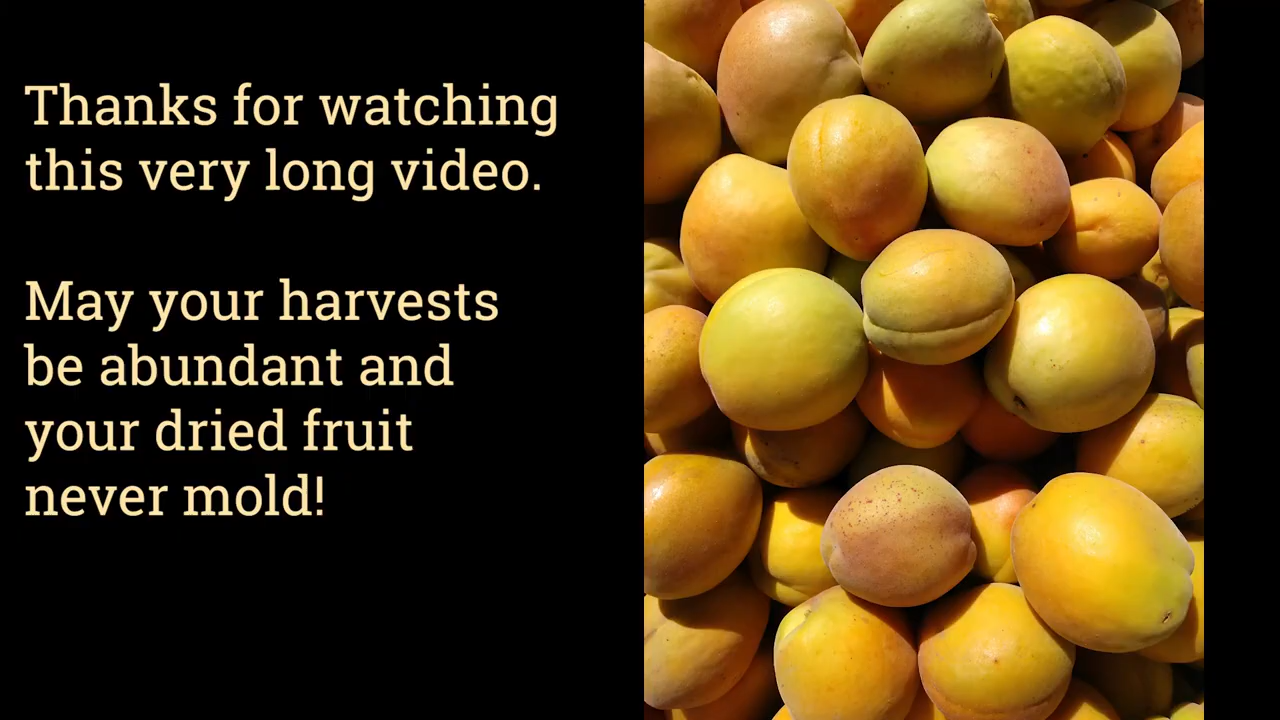 Thanks for watching
this very long video.
May your harvests
be abundant and
your dried fruit
never mold!